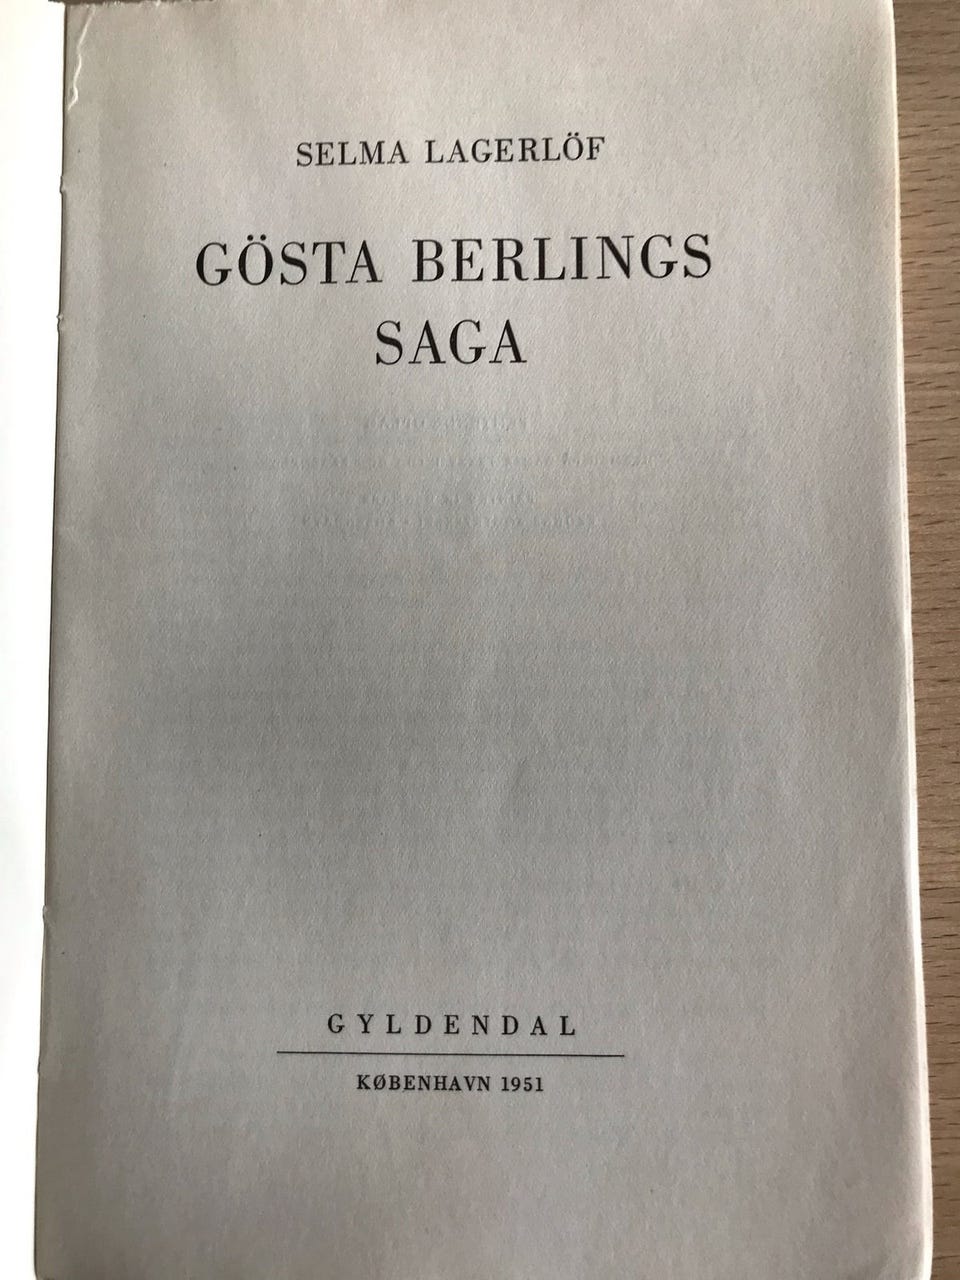 SELMA LAGERLÖF
GÖSTA BERLINGS
SAGA
GYLDENDAL
KØBENHAVN 1951